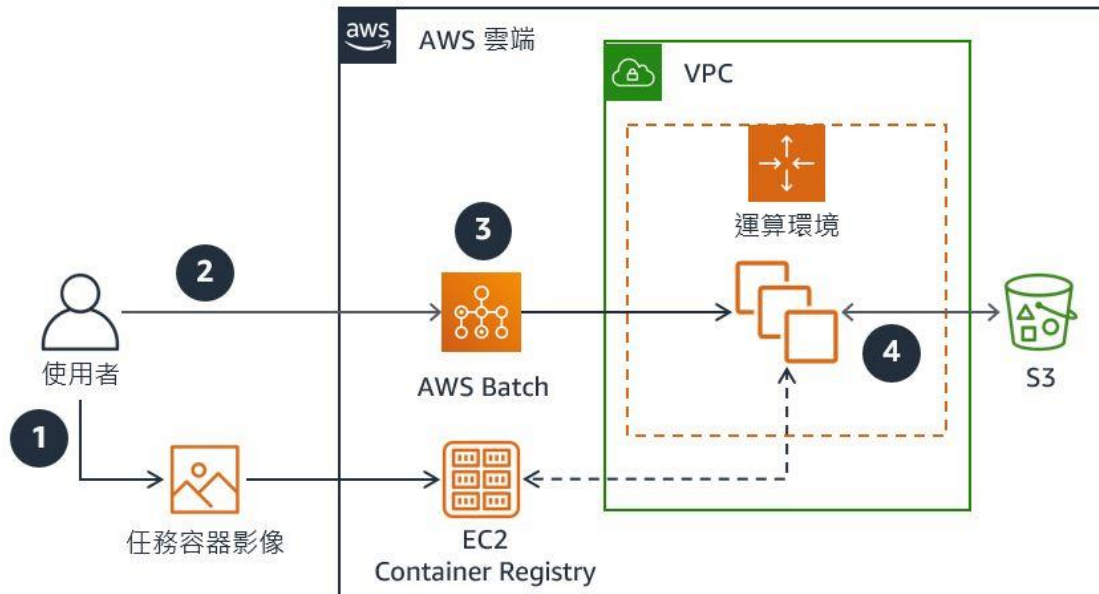 aws
AWS 雲端
VPC
運算環境
3
2
4
使用者
AWS Batch
S3
1
任務容器影像
EC2
Container Registry